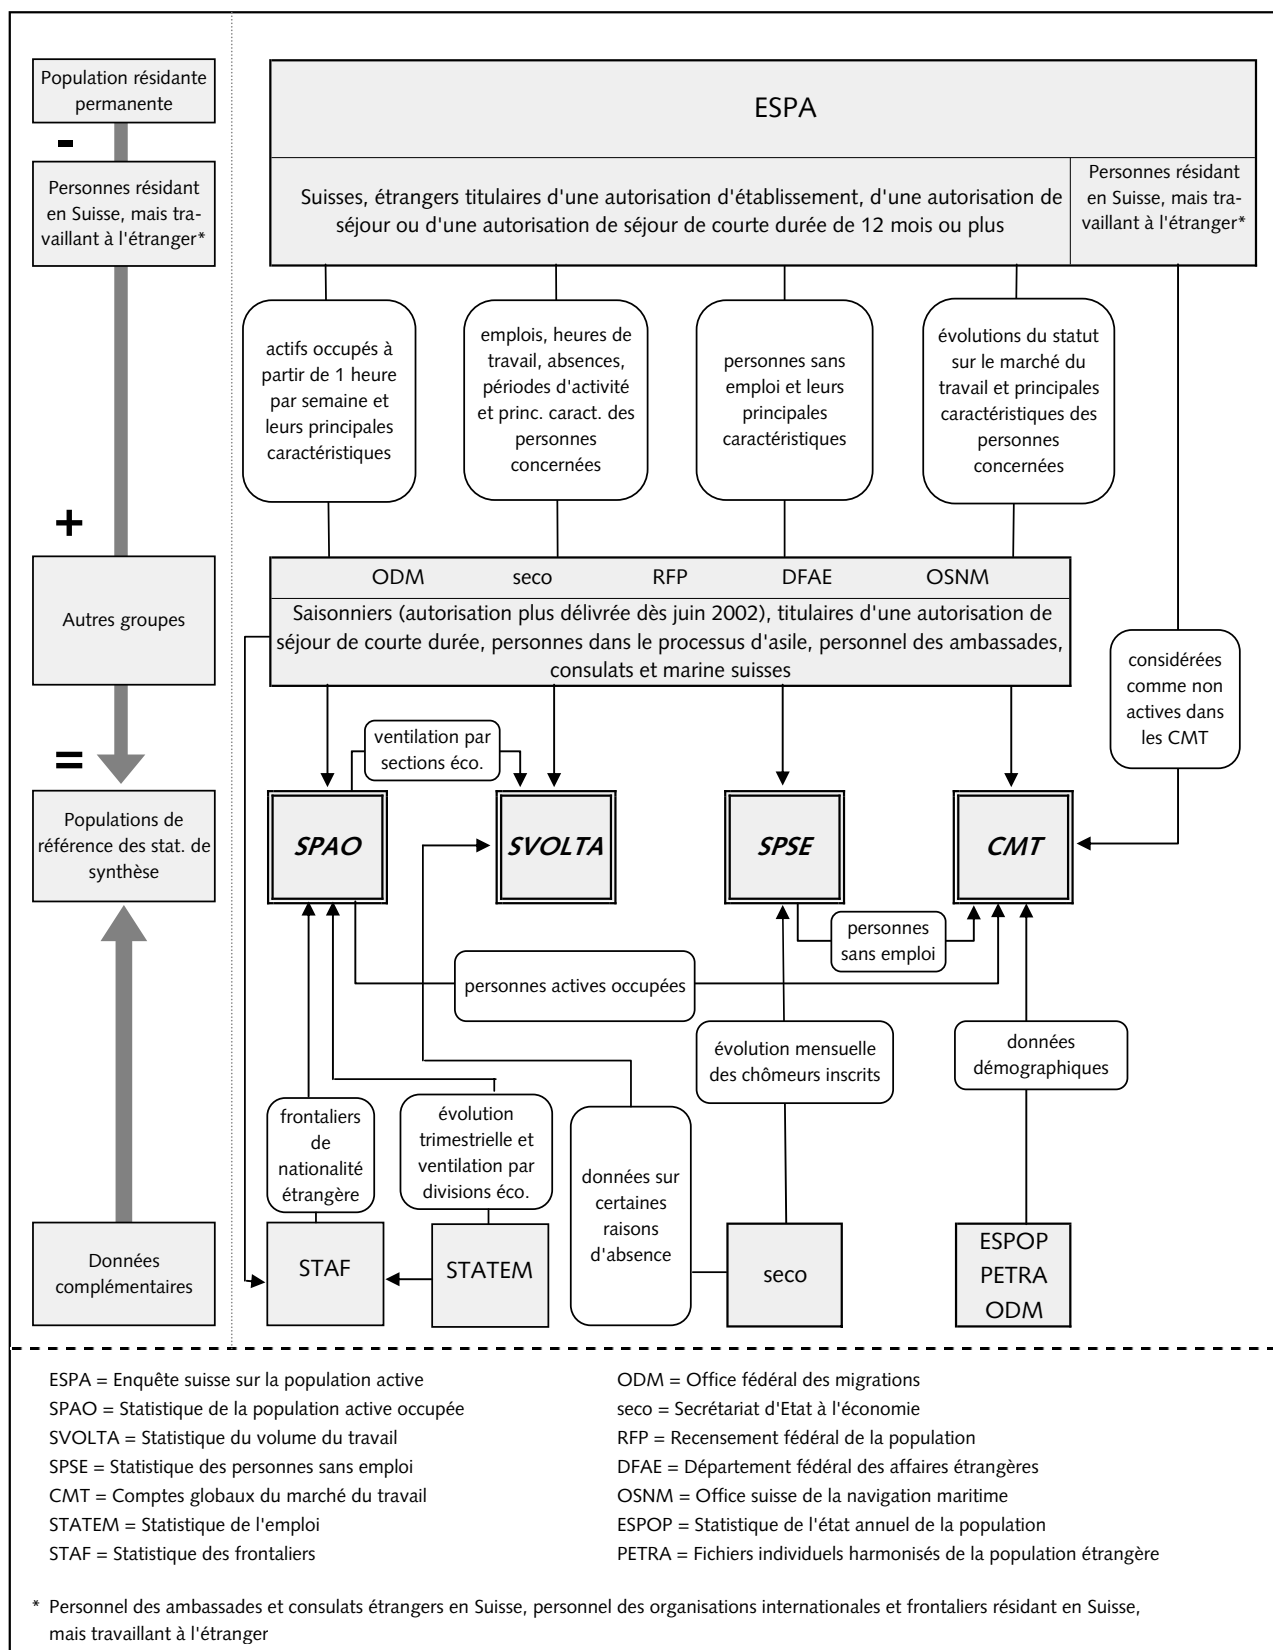 Population résidante
permanente
-
Personnes résidant
en Suisse, mais tra-
vaillant à l'étranger*
+
Autres groupes
=
Populations de
référence des stat. de
synthèse
Données
complémentaires
ESPA
Suisses, étrangers titulaires d'une autorisation d'établissement, d'une autorisation de
séjour ou d'une autorisation de séjour de courte durée de 12 mois ou plus
Personnes résidant
en Suisse, mais tra-
vaillant à l'étranger*
actifs occupés à
partir de 1 heure
par semaine et
leurs principales
caractéristiques
emplois, heures de
travail, absences,
périodes d'activité
et princ. caract. des
personnes
concernées
personnes sans
emploi et leurs
principales
caractéristiques
évolutions du statut
sur le marché du
travail et principales
caractéristiques des
personnes
concernées
ODM seco RFP DFAE OSNM
Saisonniers (autorisation plus délivrée dès juin 2002), titulaires d'une autorisation de
séjour de courte durée, personnes dans le processus d'asile, personnel des ambassades,
consulats et marine suisses
considérées
comme non
actives dans
les CMT
ventilation par
sections éco.
SPAO
SVOLTA
SPSE
CMT
personnes
sans emploi
personnes actives occupées
évolution mensuelle
des chômeurs inscrits
données
démographiques
frontaliers
de
nationalité
étrangère
évolution
trimestrielle et
ventilation par
divisions éco.
données sur
certaines
raisons
d'absence
STAF
STATEM
seco
ESPOP
PETRA
ODM
ESPA = Enquête suisse sur la population active
SPAO = Statistique de la population active occupée
SVOLTA = Statistique du volume du travail
SPSE = Statistique des personnes sans emploi
CMT = Comptes globaux du marché du travail
STATEM = Statistique de l'emploi
STAF = Statistique des frontaliers
ODM = Office fédéral des migrations
seco = Secrétariat d'Etat à l'économie
RFP = Recensement fédéral de la population
DFAE = Département fédéral des affaires étrangères
OSNM = Office suisse de la navigation maritime
ESPOP = Statistique de l'état annuel de la population
PETRA = Fichiers individuels harmonisés de la population étrangère
* Personnel des ambassades et consulats étrangers en Suisse, personnel des organisations internationales et frontaliers résidant en Suisse,
mais travaillant à l'étranger